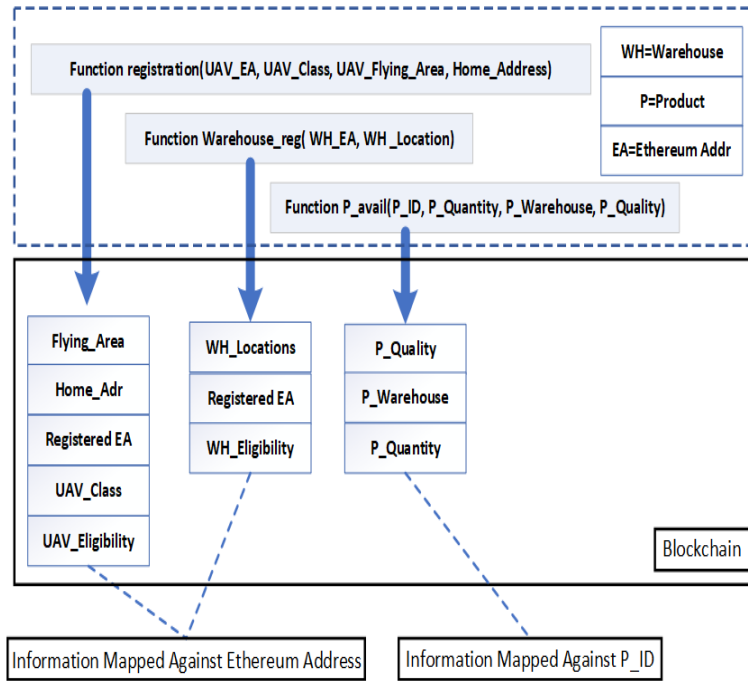 Function registration(UAV_EA, UAV_Class, UAV_Flying_Area, Home_Address)
WH=Warehouse
P=Product
EA=Ethereum Addr
Function Warehouse_reg( WH_EA, WH _Location)
Function P_avail(P_ID, P_Quantity, P_Warehouse, P_Quality)
Flying_Area
Home_Adr
Registered EA
UAV_Class
UAV_Eligibility
WH_Locations
Registered EA
WH_Eligibility
P_Quality
P_Warehouse
P_Quantity
Blockchain
Information Mapped Against Ethereum Address
Information Mapped Against P_ID